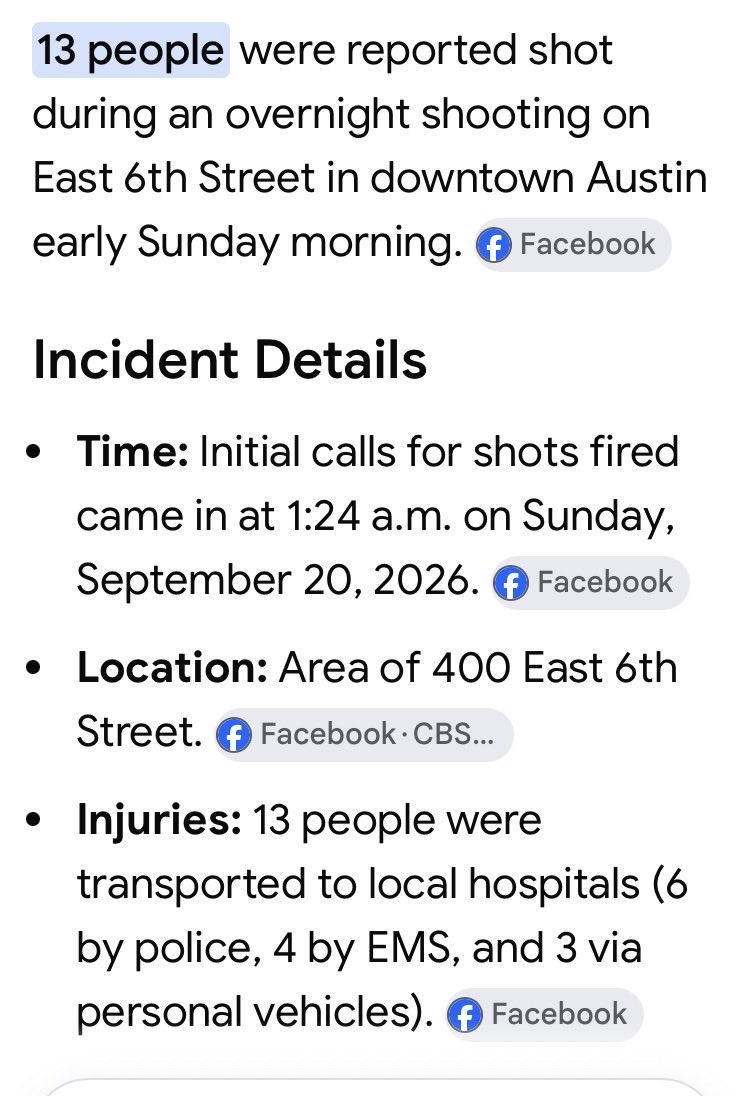 13 people were reported shot
during an overnight shooting on
East 6th Street in downtown Austin
early Sunday morning. Facebook
Incident Details
• Time: Initial calls for shots fired
came in at 1:24 a.m. on Sunday,
September 20, 2026. Facebook
• Location: Area of 400 East 6th
Street. Facebook · CBS...
• Injuries: 13 people were
transported to local hospitals (6
by police, 4 by EMS, and 3 via
personal vehicles). Facebook